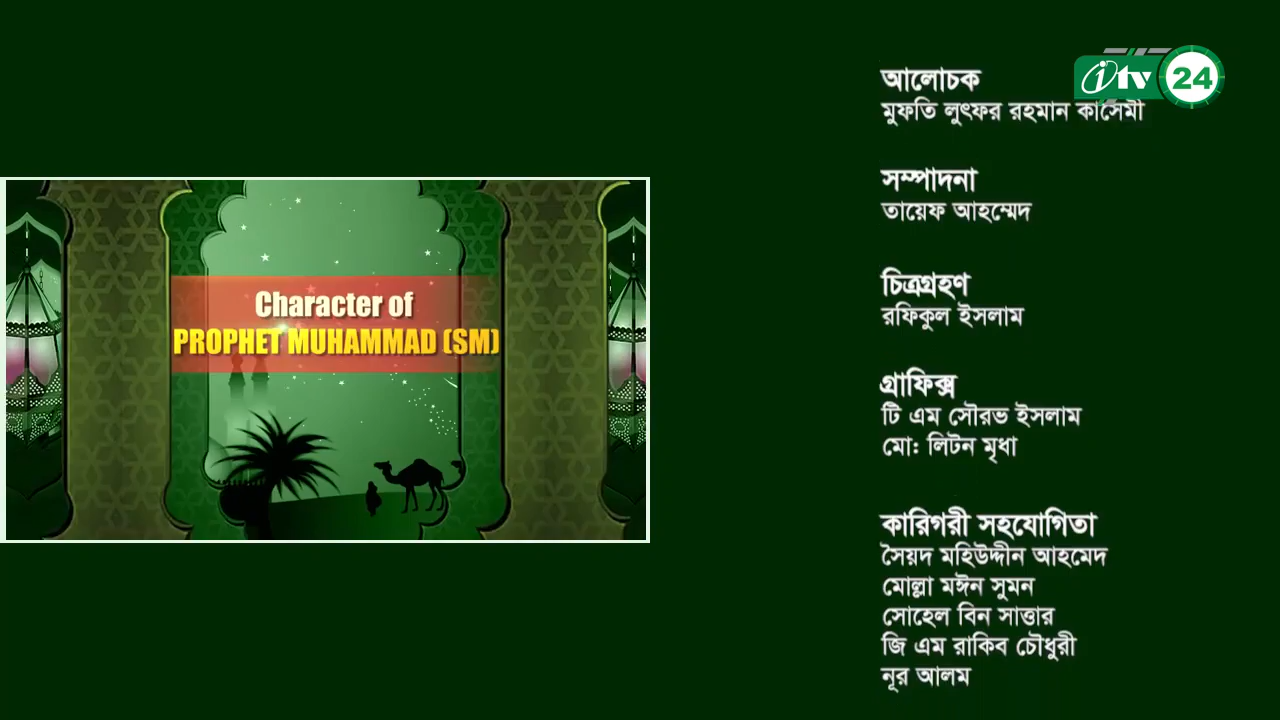 itv 24
Character of
PROPHET MUHAMMAD (SM)
আলোচক
মুফতি লুৎফর রহমান কাসেমী
সম্পাদনা
তায়েফ আহম্মেদ
চিত্রগ্রহণ
রফিকুল ইসলাম
গ্রাফিক্স
টি এম সৌরভ ইসলাম
মো: লিটন মৃধা
কারিগরী সহযোগিতা
সৈয়দ মহিউদ্দীন আহমেদ
মোল্লা মঈন সুমন
সোহেল বিন সাত্তার
জি এম রাকিব চৌধুরী
নূর আলম